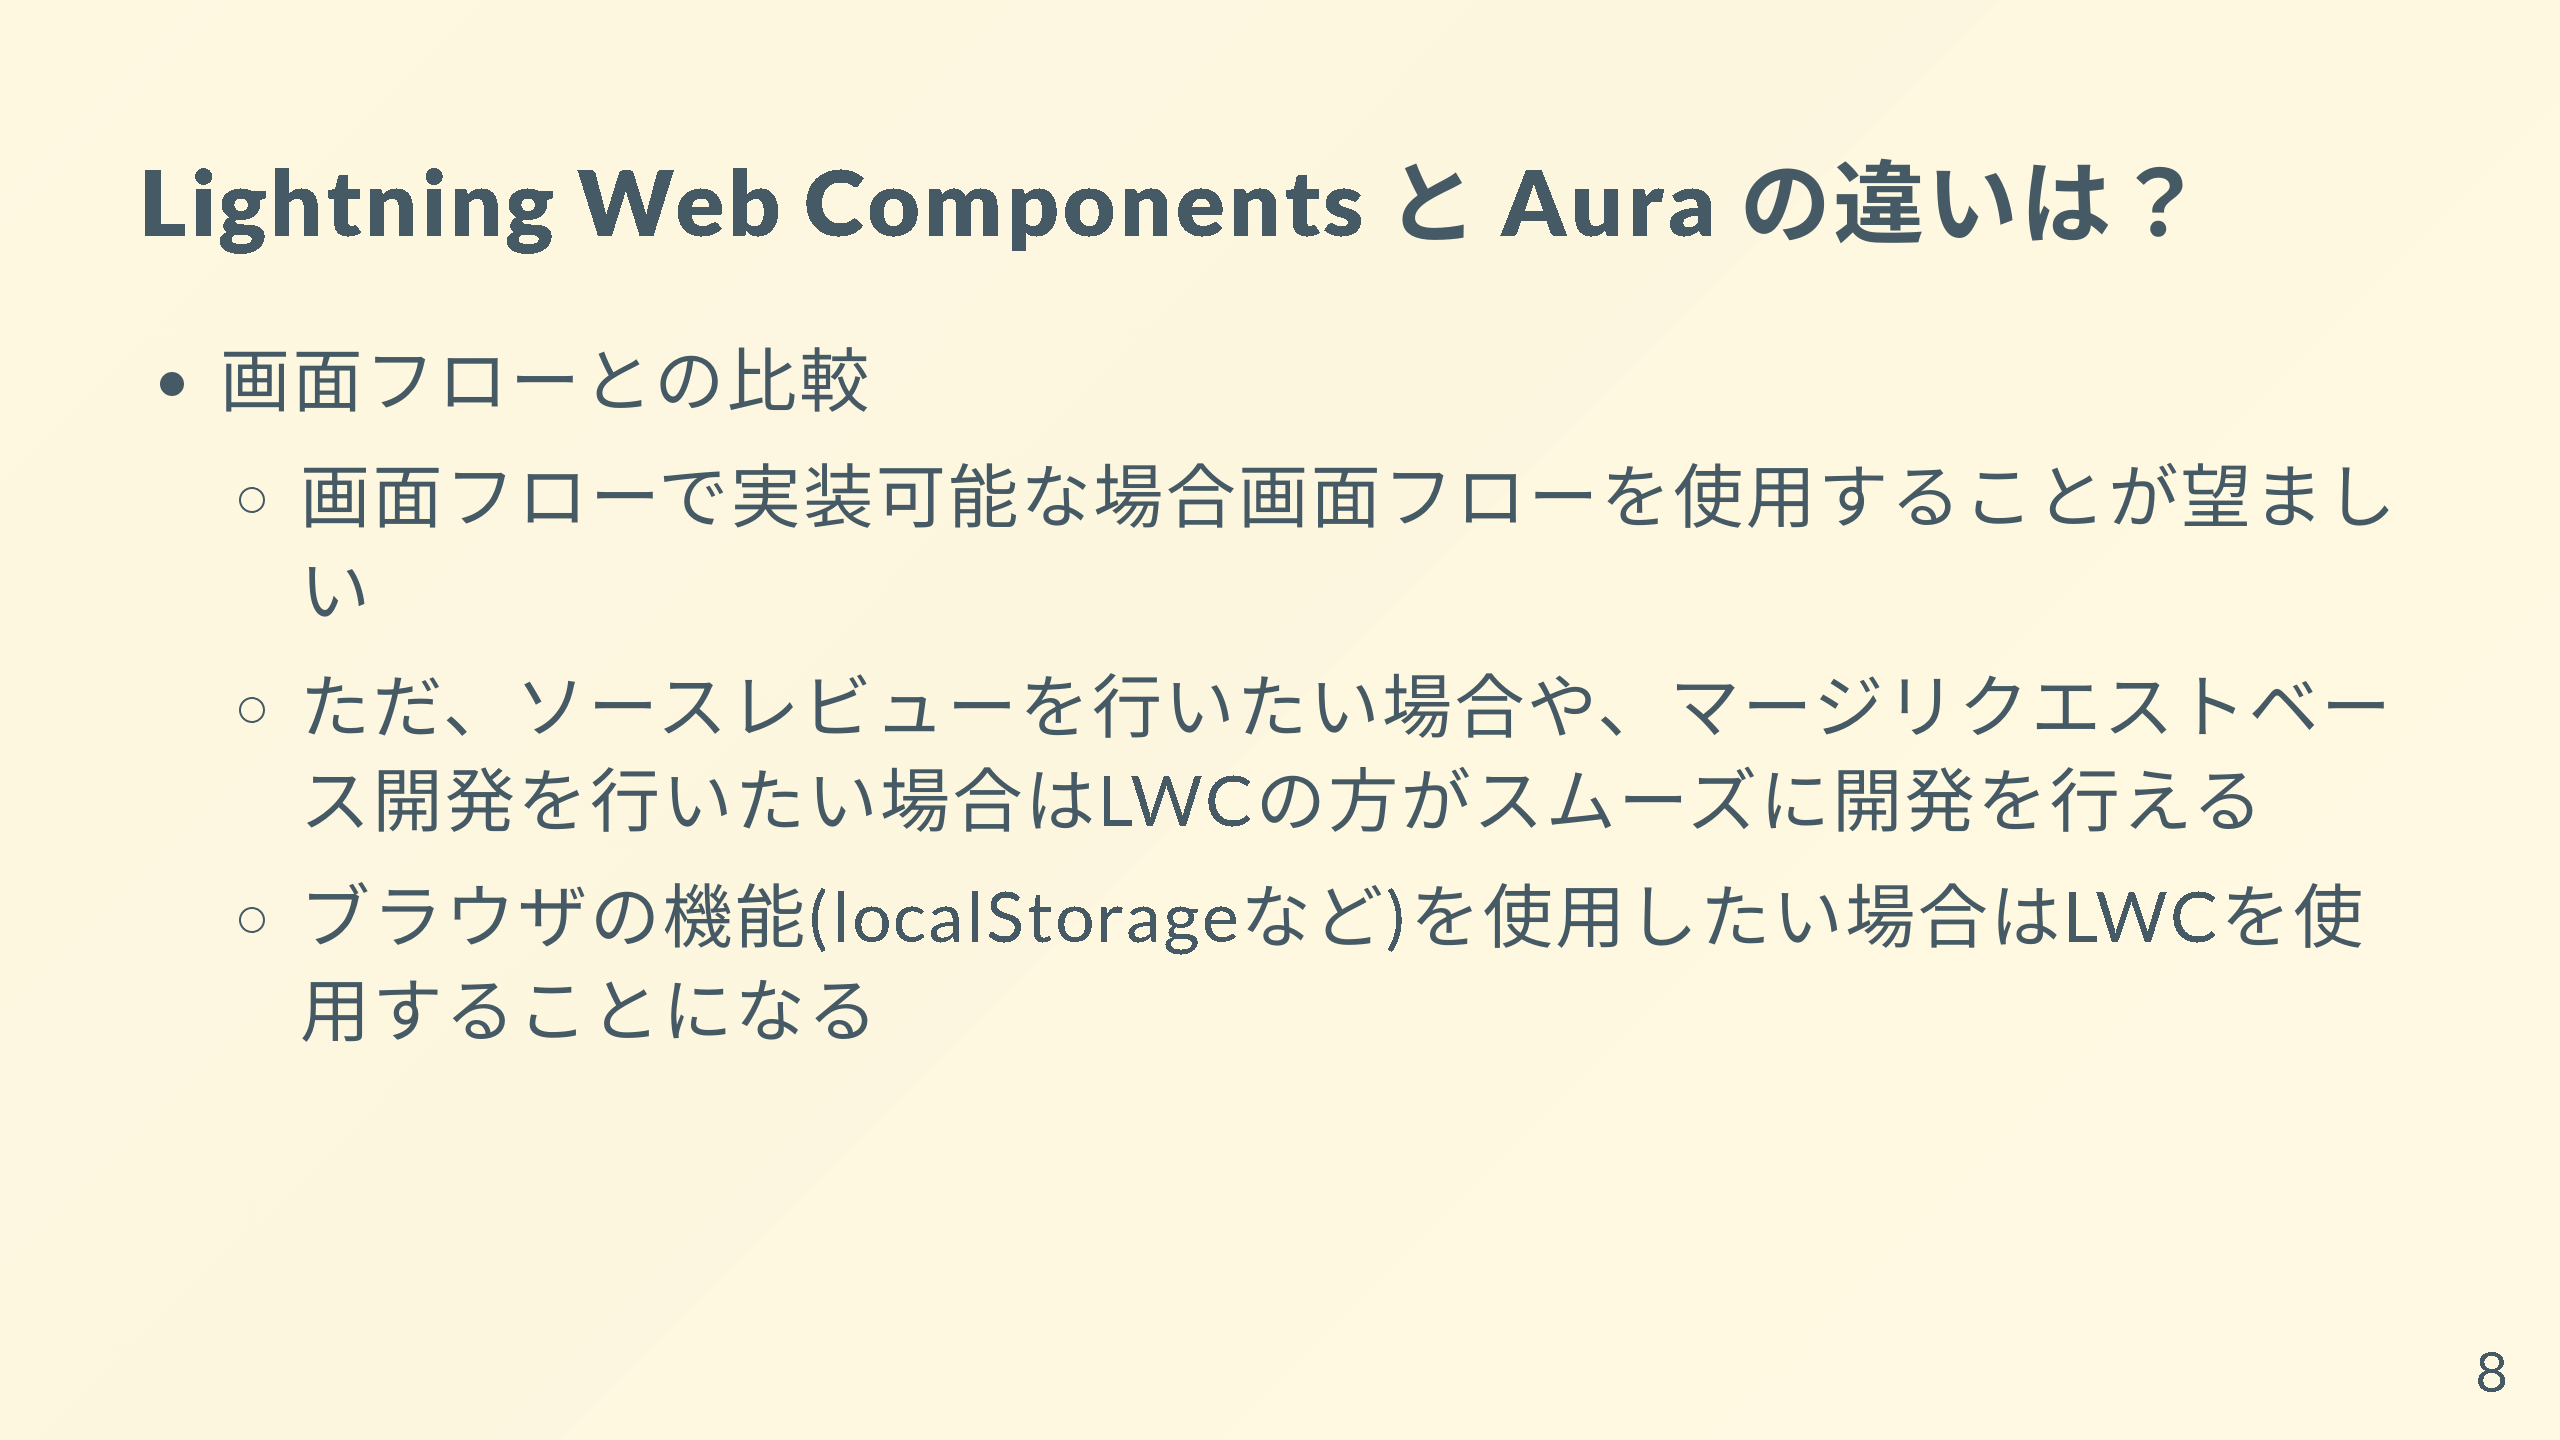 Lightning Web Components と Aura の違いは？
• 画面フローとの比較
○ 画面フローで実装可能な場合画面フローを使用することが望まし
い
○ ただ、ソースレビューを行いたい場合や、マージリクエストベー
ス開発を行いたい場合はLWCの方がスムーズに開発を行える
○ ブラウザの機能(localStorageなど)を使用したい場合はLWCを使
用することになる
8